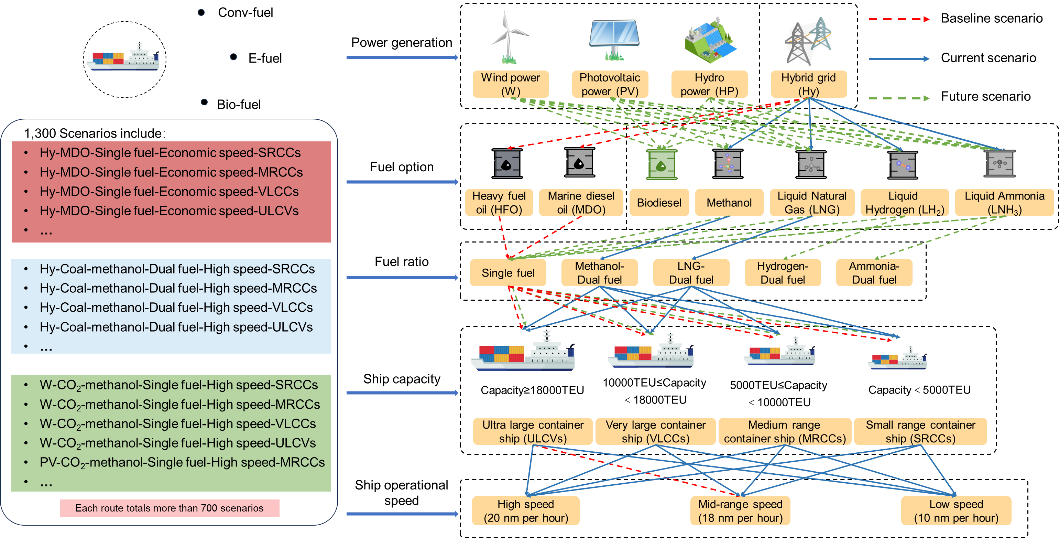 Conv-fuel
E-fuel
Bio-fuel
1,300 Scenarios include:
• Hy-MDO-Single fuel-Economic speed-SRCCs
• Hy-MDO-Single fuel-Economic speed-MRCCs
• Hy-MDO-Single fuel-Economic speed-VLCCs
• Hy-MDO-Single fuel-Economic speed-ULCVs
• ...
• Hy-Coal-methanol-Dual fuel-High speed-SRCCs
• Hy-Coal-methanol-Dual fuel-High speed-MRCCs
• Hy-Coal-methanol-Dual fuel-High speed-VLCCs
• Hy-Coal-methanol-Dual fuel-High speed-ULCVs
• ...
• W-CO₂-methanol-Single fuel-High speed-SRCCs
• W-CO₂-methanol-Single fuel-High speed-MRCCs
• W-CO₂-methanol-Single fuel-High speed-VLCCs
• W-CO₂-methanol-Single fuel-High speed-ULCVs
• PV-CO₂-methanol-Single fuel-High speed-MRCCs
• ...
Each route totals more than 700 scenarios
Power generation
Wind power
(W)
Photovoltaic
power (PV)
Hydro
power (HP)
Hybrid grid
(Hy)
Baseline scenario
Current scenario
Future scenario
Fuel option
Heavy fuel
oil (HFO)
Marine diesel
oil (MDO)
Biodiesel
Methanol
Liquid Natural
Gas (LNG)
Liquid
Hydrogen (LH₂)
Liquid Ammonia
(LNH₃)
Fuel ratio
Single fuel
Methanol-
Dual fuel
LNG-
Dual fuel
Hydrogen-
Dual fuel
Ammonia-
Dual fuel
Ship capacity
Capacity≥18000TEU
10000TEU≤Capacity
< 18000TEU
5000TEU≤Capacity
< 10000TEU
Capacity < 5000TEU
Ultra large container
ship (ULCVs)
Very large container
ship (VLCCs)
Medium range
container ship (MRCCs)
Small range container
ship (SRCCs)
Ship operational
speed
High speed
(20 nm per hour)
Mid-range speed
(18 nm per hour)
Low speed
(10 nm per hour)